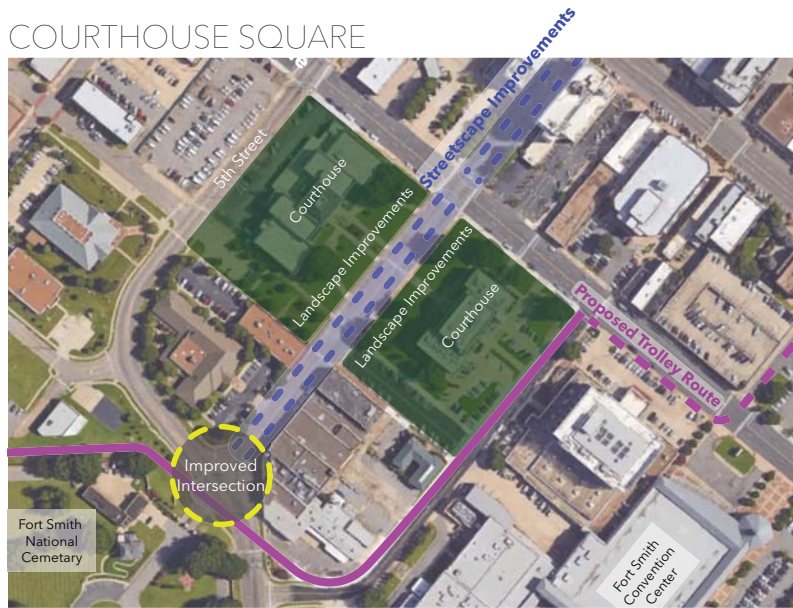 COURTHOUSE SQUARE
Streetscape Improvements
5th Street
Courthouse
Landscape Improvements
Landscape Improvements
Courthouse
Proposed Trolley Route
Improved
Intersection
Fort Smith
National
Cemetary
Fort Smith
Convention
Center